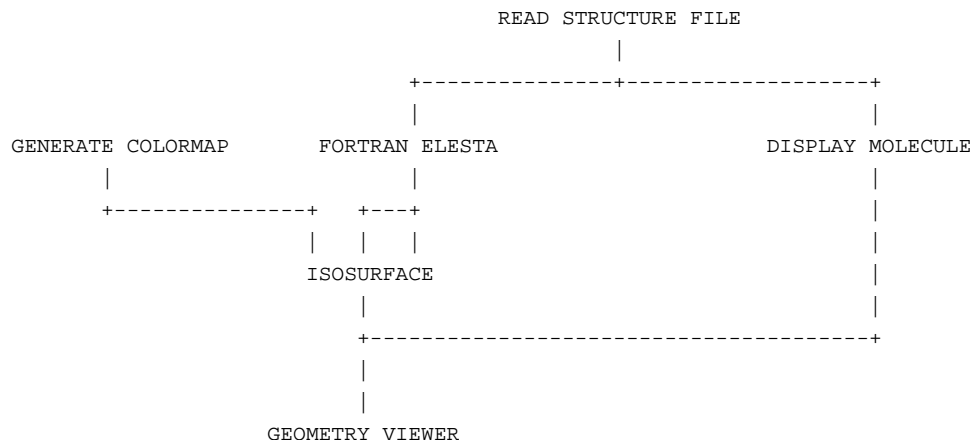 READ STRUCTURE FILE
GENERATE COLORMAP FORTRAN ELESTA DISPLAY MOLECULE
ISOSURFACE
GEOMETRY VIEWER